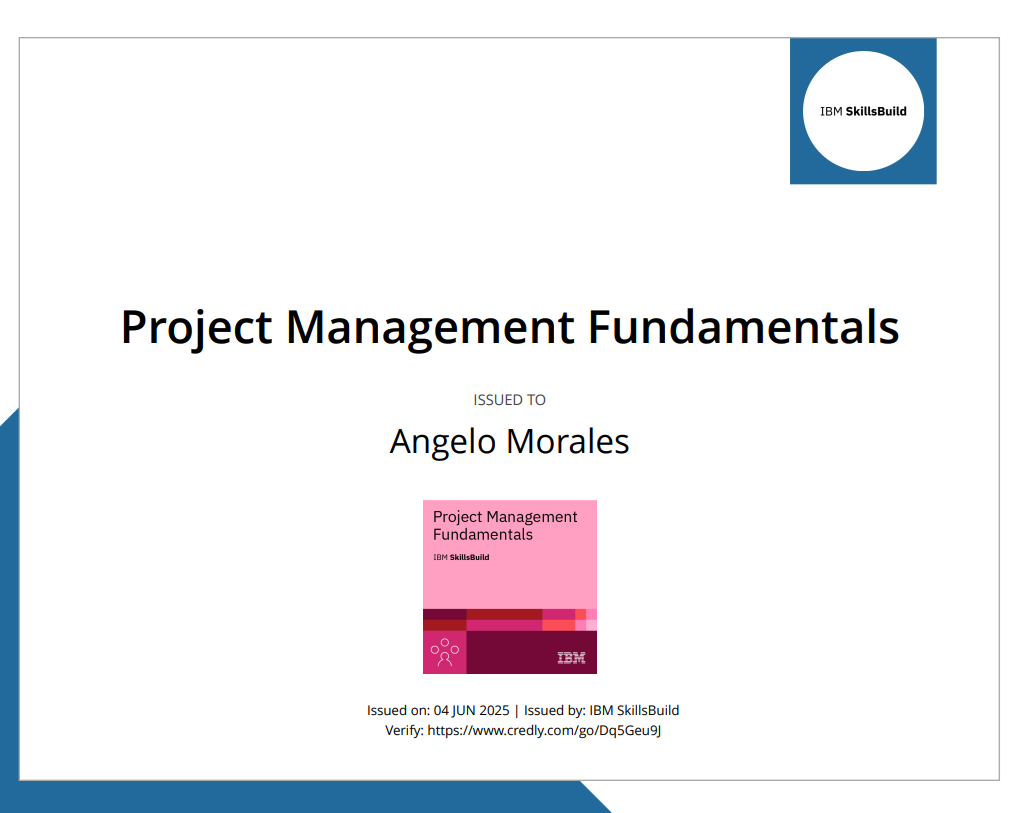 IBM SkillsBuild
Project Management Fundamentals
ISSUED TO
Angelo Morales
Project Management
Fundamentals
IBM SkillsBuild
IBM
Issued on: 04 JUN 2025 | Issued by: IBM SkillsBuild
Verify: https://www.credly.com/go/Dq5Geu9J